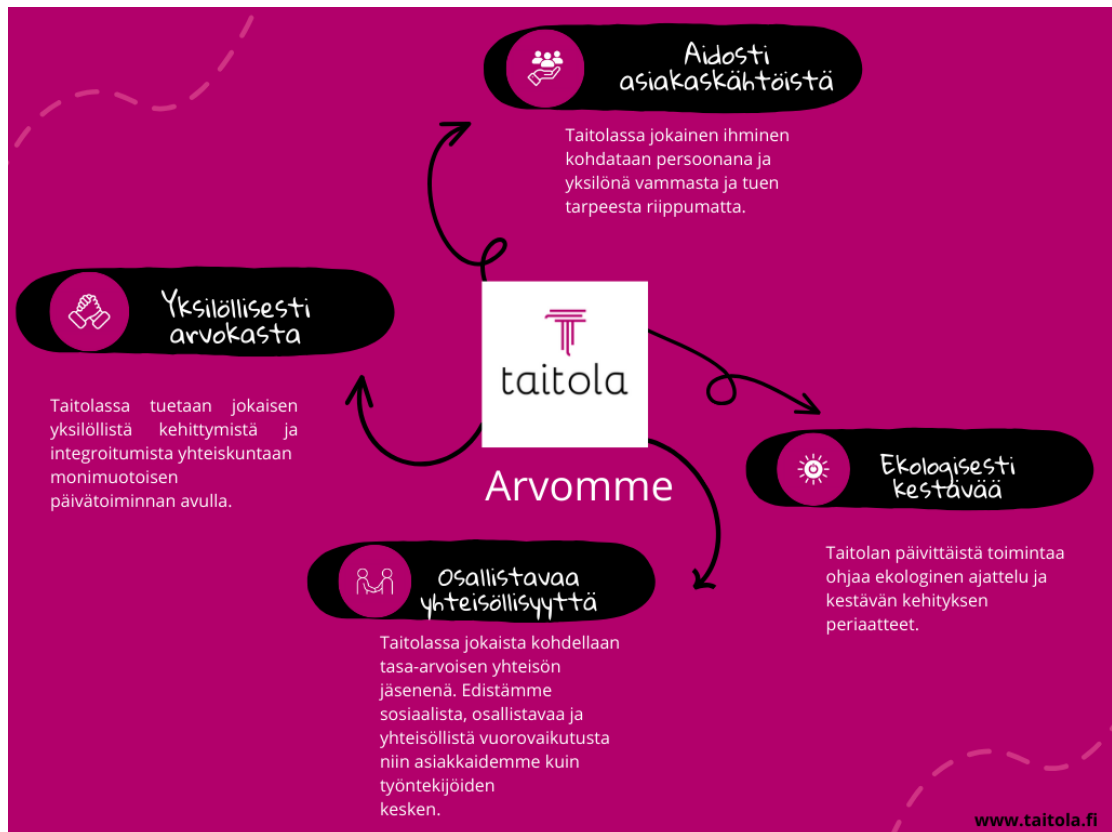 Aidosti
asiakaskähtöistä
Taitolassa jokainen ihminen
kohdataan persoonana ja
yksilönä vammasta ja tuen
tarpeesta riippumatta.
Yksilöllisesti
arvokasta
Taitolassa tuetaan jokaisen
yksilöllistä kehittymistä ja
integroitumista yhteiskuntaan
monimuotoisen
päivätoiminnan avulla.
taitola
Arvomme
Ekologisesti
kestävää
Taitolan päivittäistä toimintaa
ohjaa ekologinen ajattelu ja
kestävän kehityksen
periaatteet.
Osallistavaa
yhteisöllisyyttä
Taitolassa jokaista kohdellaan
tasa-arvoisen yhteisön
jäsenenä. Edistämme
sosiaalista, osallistavaa ja
yhteisöllistä vuorovaikutusta
niin asiakkaidemme kuin
työntekijöiden
kesken.
www.taitola.fi